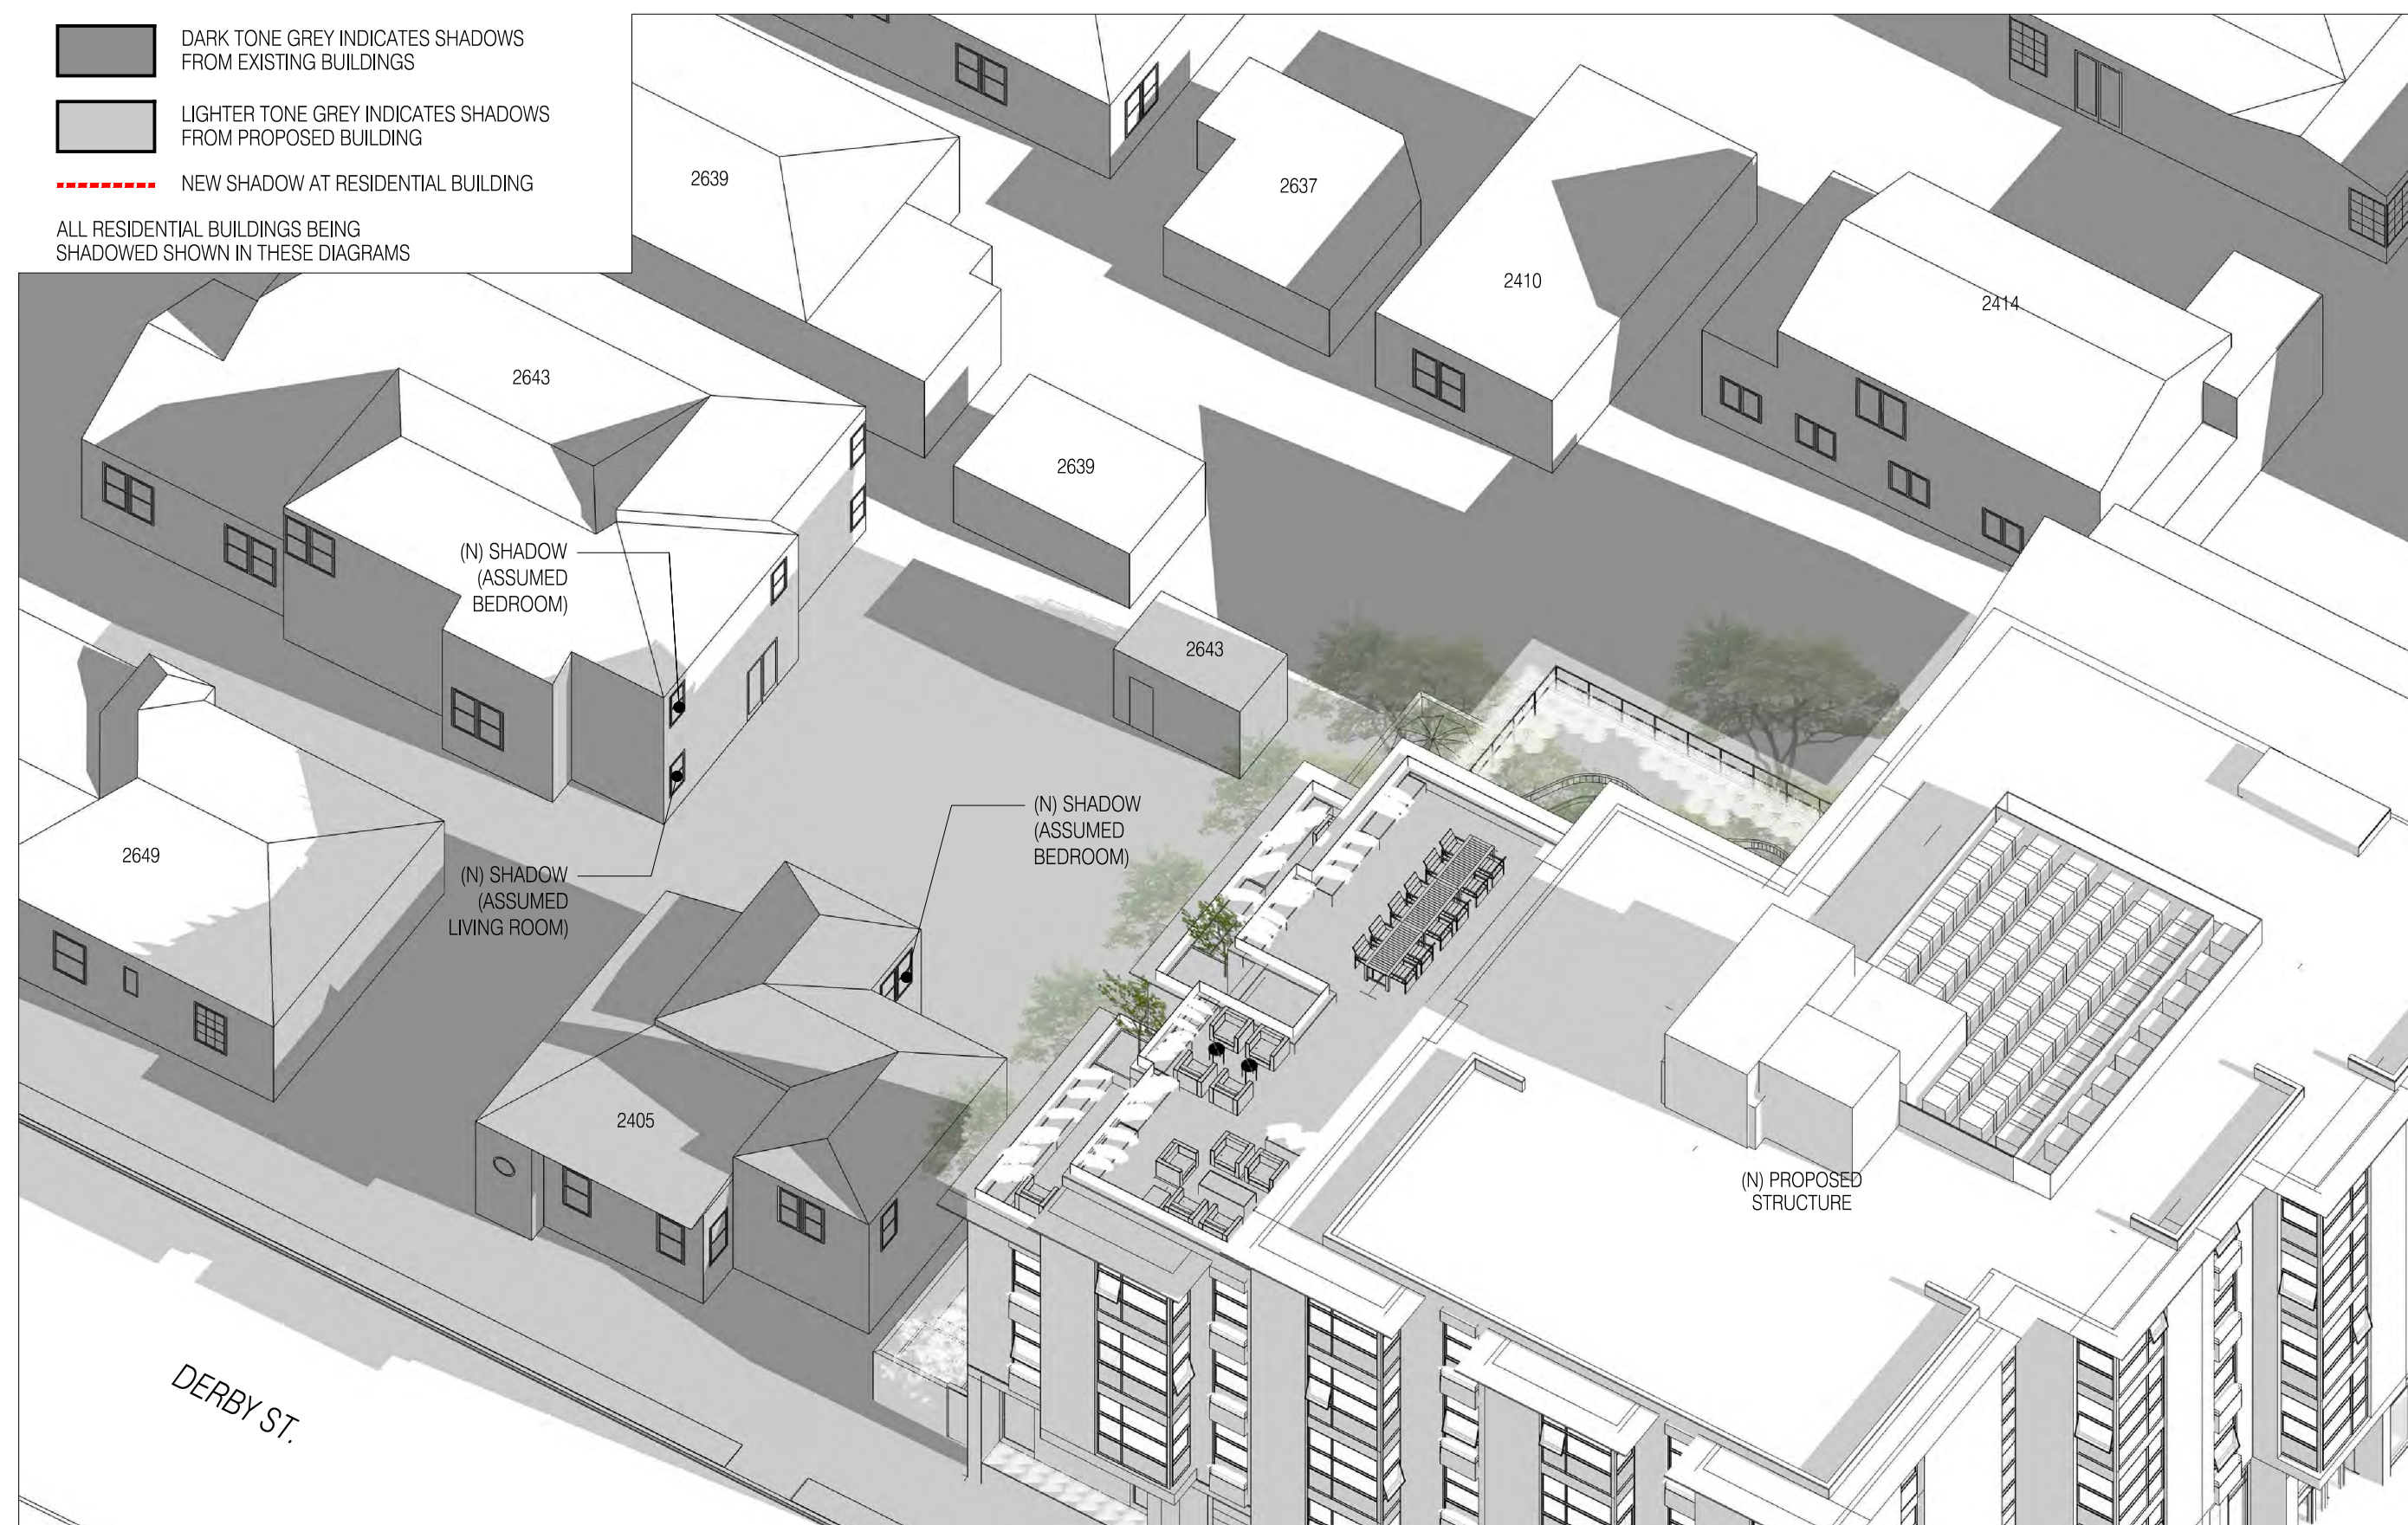 DARK TONE GREY INDICATES SHADOWS
FROM EXISTING BUILDINGS
LIGHTER TONE GREY INDICATES SHADOWS
FROM PROPOSED BUILDING
NEW SHADOW AT RESIDENTIAL BUILDING
ALL RESIDENTIAL BUILDINGS BEING
SHADOWED SHOWN IN THESE DIAGRAMS
2639
2637
2410
2414
2643
2639
(N) SHADOW
(ASSUMED
BEDROOM)
2643
2649
(N) SHADOW
(ASSUMED
LIVING ROOM)
(N) SHADOW
(ASSUMED
BEDROOM)
2405
(N) PROPOSED
STRUCTURE
DERBY ST.